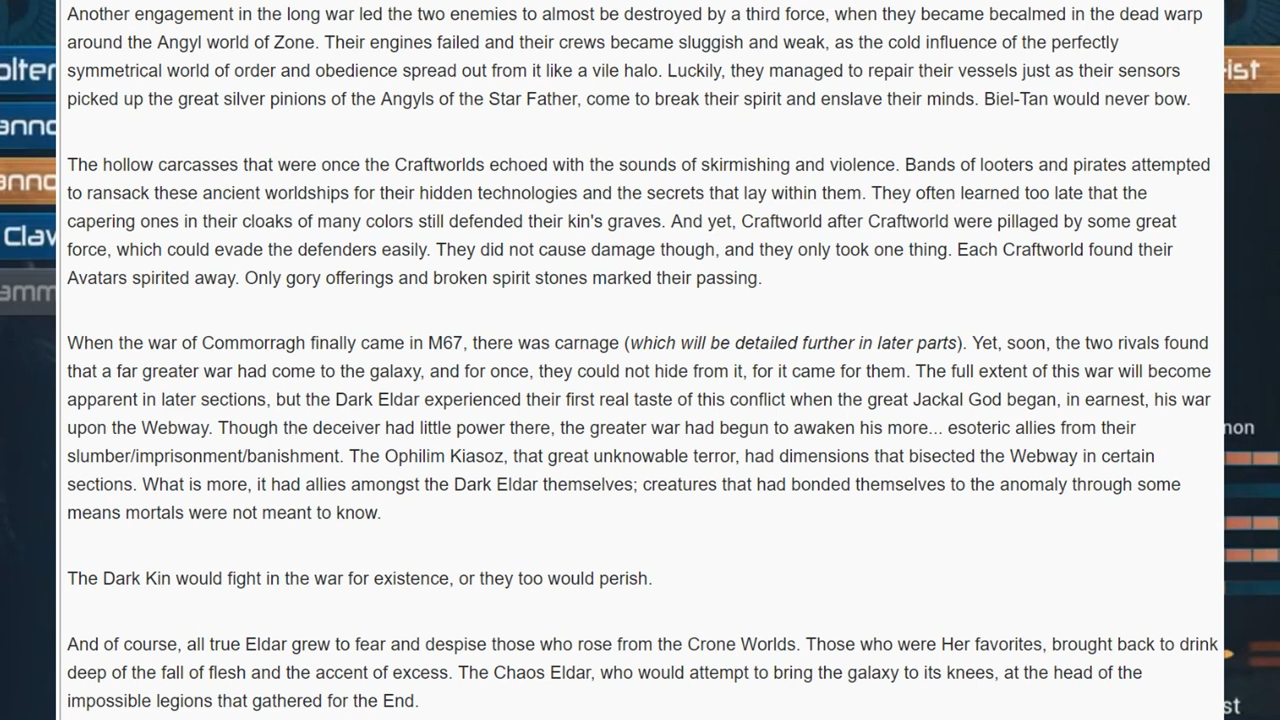 Another engagement in the long war led the two enemies to almost be destroyed by a third force, when they became becalmed in the dead warp
around the Angyl world of Zone. Their engines failed and their crews became sluggish and weak, as the cold influence of the perfectly
symmetrical world of order and obedience spread out from it like a vile halo. Luckily, they managed to repair their vessels just as their sensors
picked up the great silver pinions of the Angyls of the Star Father, come to break their spirit and enslave their minds. Biel-Tan would never bow.
The hollow carcasses that were once the Craftworlds echoed with the sounds of skirmishing and violence. Bands of looters and pirates attempted
to ransack these ancient worldships for their hidden technologies and the secrets that lay within them. They often learned too late that the
capering ones in their cloaks of many colors still defended their kin's graves. And yet, Craftworld after Craftworld were pillaged by some great
force, which could evade the defenders easily. They did not cause damage though, and they only took one thing. Each Craftworld found their
Avatars spirited away. Only gory offerings and broken spirit stones marked their passing.
When the war of Commorragh finally came in M67, there was carnage (which will be detailed further in later parts). Yet, soon, the two rivals found
that a far greater war had come to the galaxy, and for once, they could not hide from it, for it came for them. The full extent of this war will become
apparent in later sections, but the Dark Eldar experienced their first real taste of this conflict when the great Jackal God began, in earnest, his war
upon the Webway. Though the deceiver had little power there, the greater war had begun to awaken his more... esoteric allies from their
slumber/imprisonment/banishment. The Ophilim Kiasoz, that great unknowable terror, had dimensions that bisected the Webway in certain
sections. What is more, it had allies amongst the Dark Eldar themselves; creatures that had bonded themselves to the anomaly through some
means mortals were not meant to know.
The Dark Kin would fight in the war for existence, or they too would perish.
And of course, all true Eldar grew to fear and despise those who rose from the Crone Worlds. Those who were Her favorites, brought back to drink
deep of the fall of flesh and the accent of excess. The Chaos Eldar, who would attempt to bring the galaxy to its knees, at the head of the
impossible legions that gathered for the End.